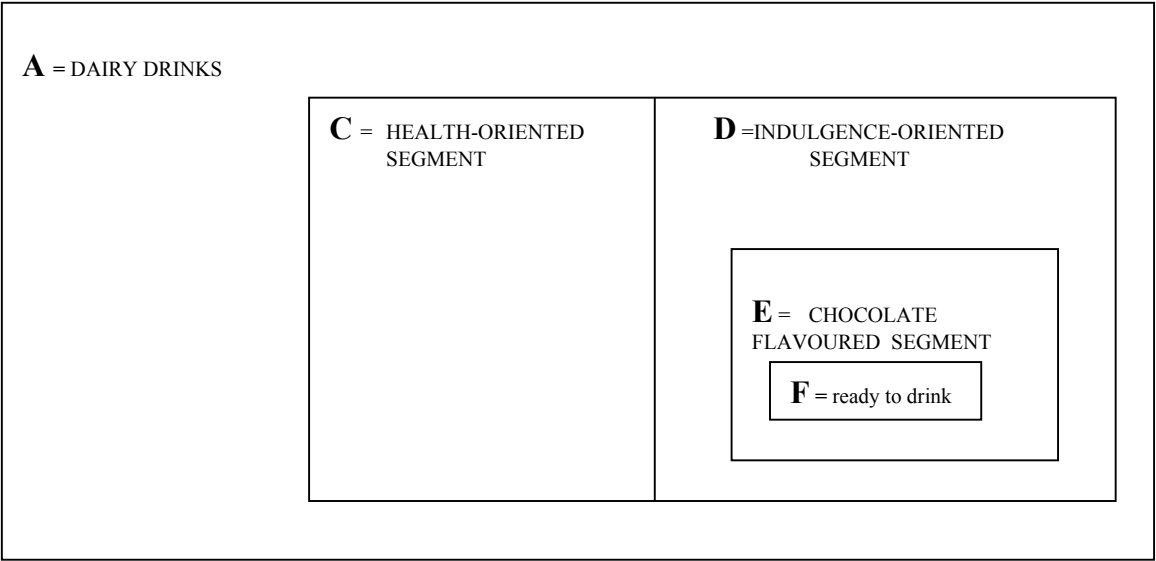 A = DAIRY DRINKS
C = HEALTH-ORIENTED
SEGMENT
D =INDULGENCE-ORIENTED
SEGMENT
E = CHOCOLATE
FLAVOURED SEGMENT
F = ready to drink